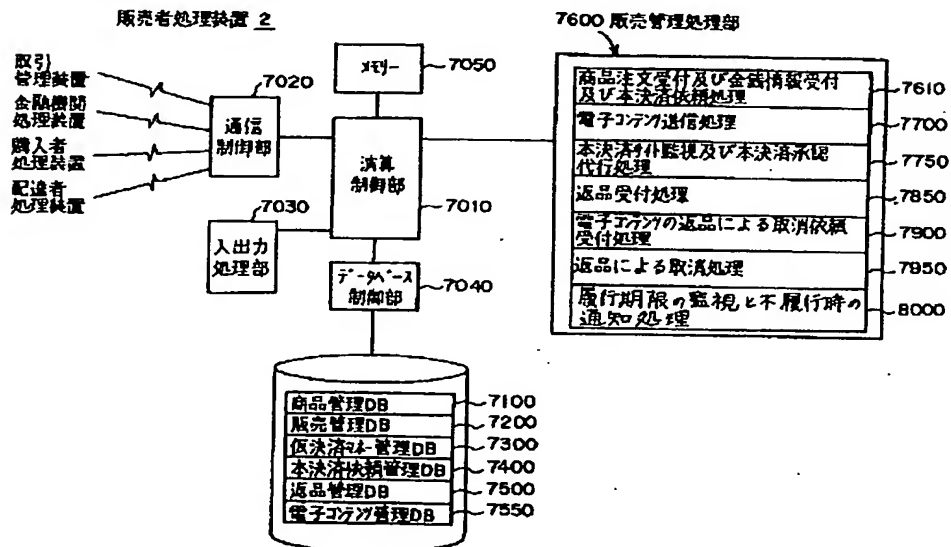 販売者処理装置 2
取引
管理装置
金融機関
処理装置
購入者
処理装置
配達者
処理装置
7020
通信
制御部
メモリー
7050
演算
制御部
7010
7030
入出力
処理部
データベース
制御部
7040
商品管理DB
7100
販売管理DB
7200
仮決済マネー管理DB
7300
本決済依頼管理DB
7400
返品管理DB
7500
電子コンテンツ管理DB
7550
7600 販売管理処理部
商品注文受付及び金銭情報受付
及び本決済依頼処理
7610
電子コンテンツ送信処理
7700
本決済サイト監視及び本決済承認
代行処理
7750
返品受付処理
7850
電子コンテンツの返品による取消依頼
受付処理
7900
返品による取消処理
7950
履行期限の監視と不履行時の
通知処理
8000